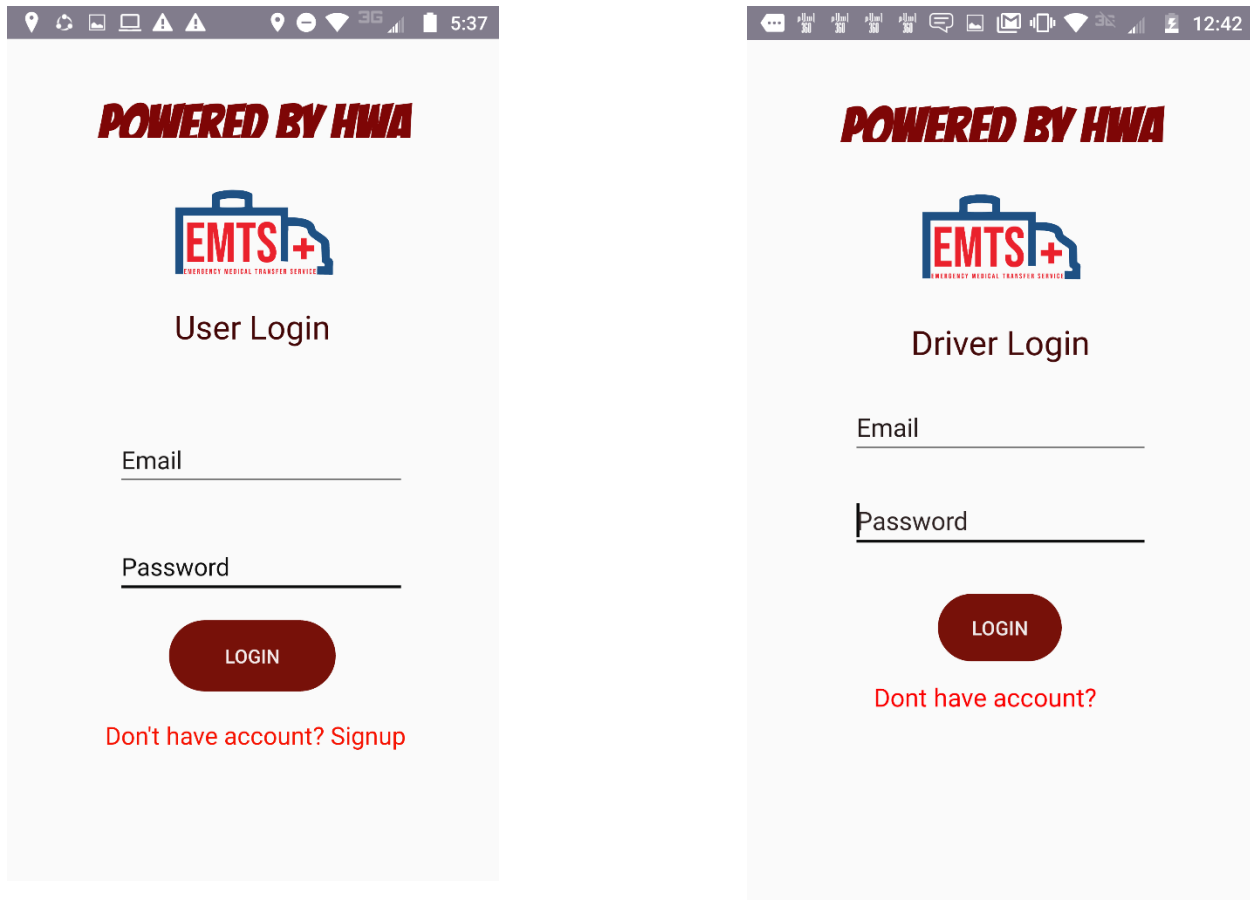 3G 5:37
POWERED BY HWA
EMTS
EMERGENCY MEDICAL TRANSFER SERVICE
User Login
Email
Password
LOGIN
Don't have account? Signup
12:42
POWERED BY HWA
EMTS
EMERGENCY MEDICAL TRANSFER SERVICE
Driver Login
Email
Password
LOGIN
Dont have account?